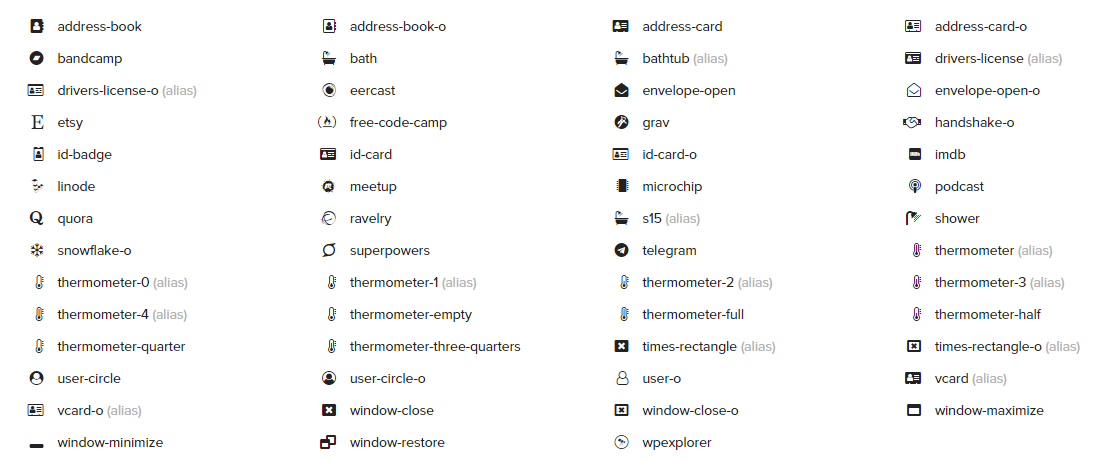 address-book address-book-o address-card address-card-o
bandcamp bath bathtub (alias) drivers-license (alias)
drivers-license-o (alias) eercast envelope-open envelope-open-o
etsy free-code-camp grav handshake-o
id-badge id-card id-card-o imdb
linode meetup microchip podcast
quora ravelry s15 (alias) shower
snowflake-o superpowers telegram thermometer (alias)
thermometer-0 (alias) thermometer-1 (alias) thermometer-2 (alias) thermometer-3 (alias)
thermometer-4 (alias) thermometer-empty thermometer-full thermometer-half
thermometer-quarter thermometer-three-quarters times-rectangle (alias) times-rectangle-o (alias)
user-circle user-circle-o user-o vcard (alias)
vcard-o (alias) window-close window-close-o window-maximize
window-minimize window-restore wpexplorer